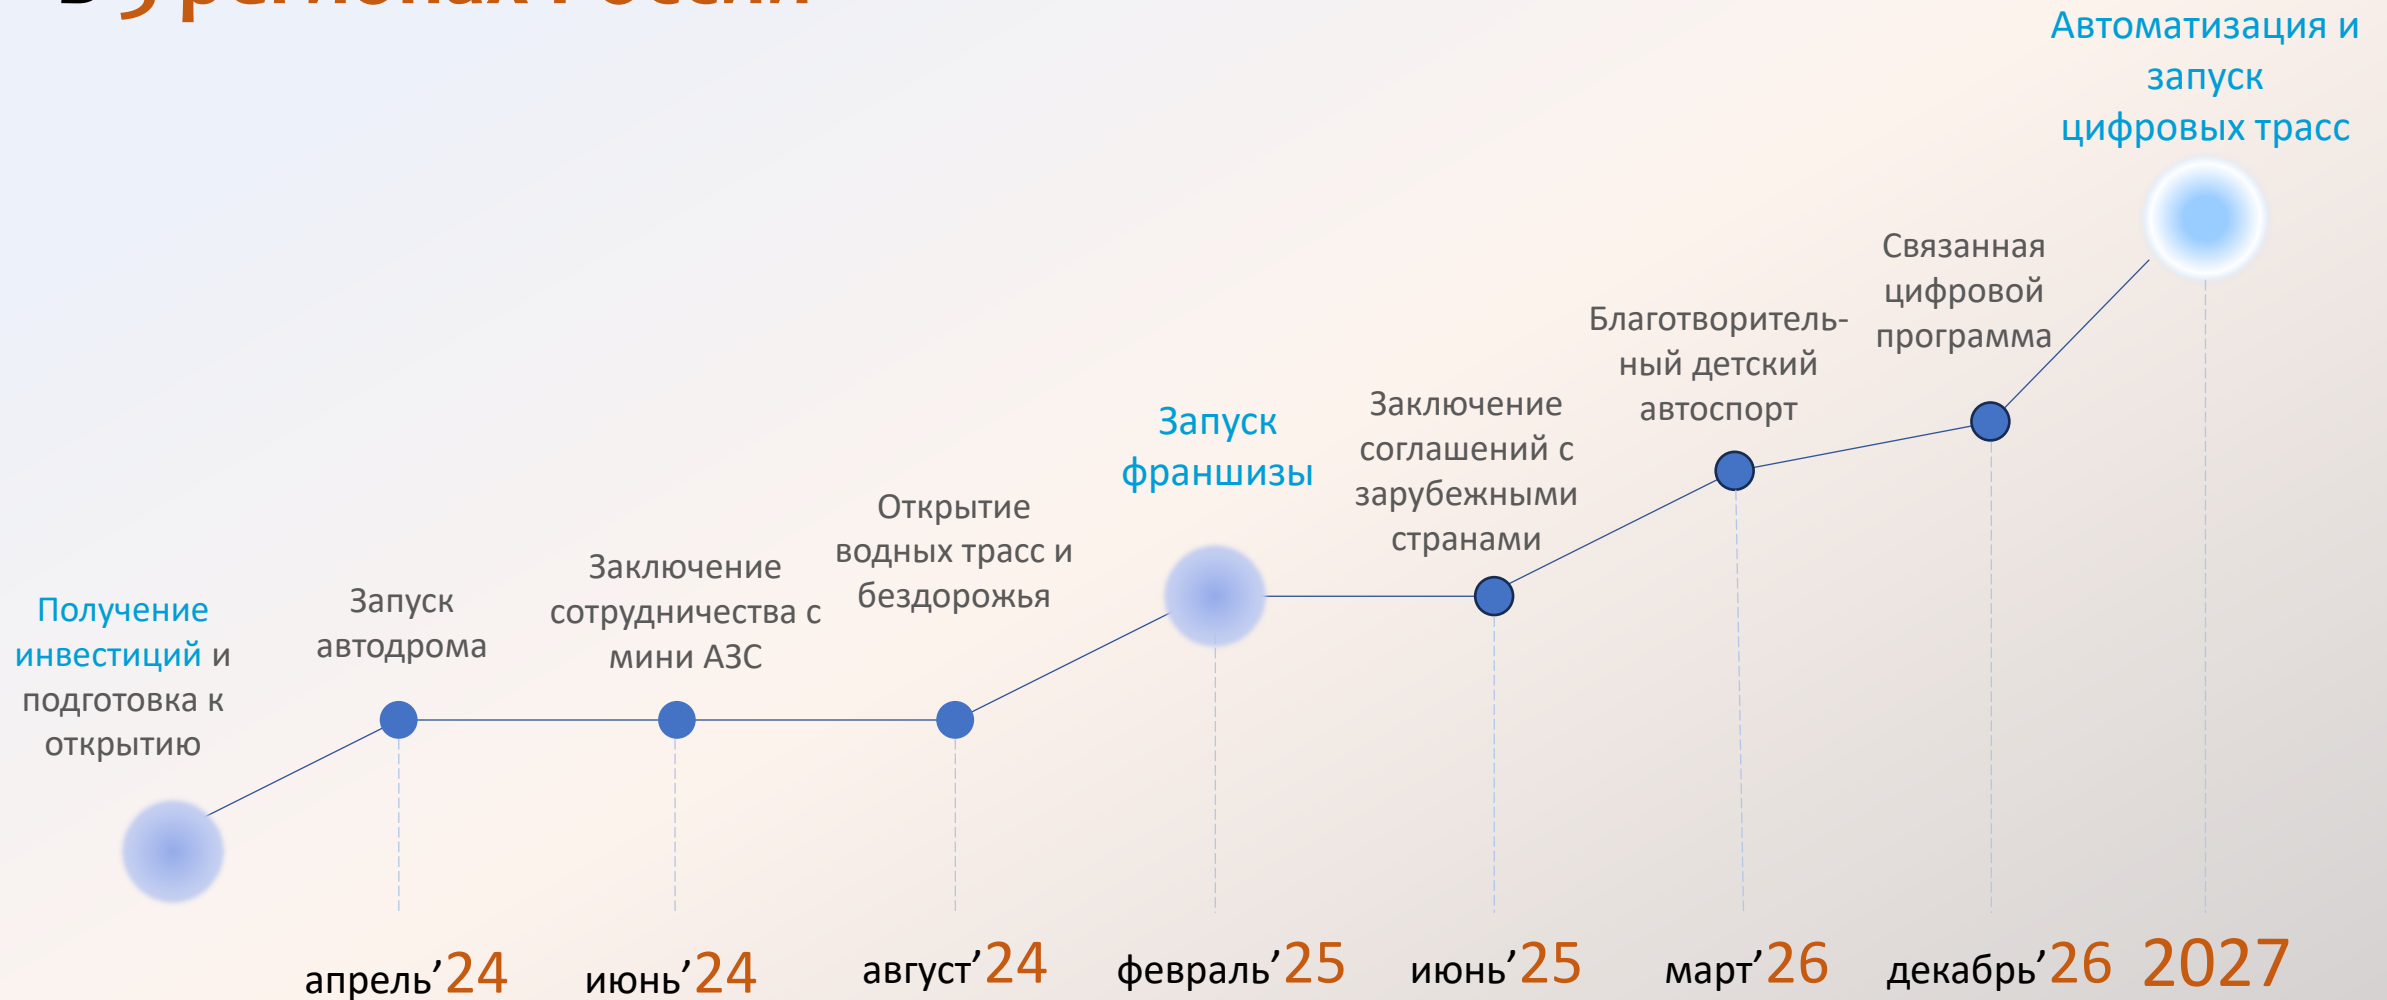 регионах России
Получение
инвестиций и
подготовка к
открытию
Запуск
автодрома
Заключение
сотрудничества с
мини АЗС
Открытие
водных трасс и
бездорожья
Запуск
франшизы
Заключение
соглашений с
зарубежными
странами
Благотворитель-
ный детский
автоспорт
Связанная
цифровой
программа
Автоматизация и
запуск
цифровых трасс
апрель’24
июнь’24
август’24
февраль’25
июнь’25
март’26
декабрь’26
2027